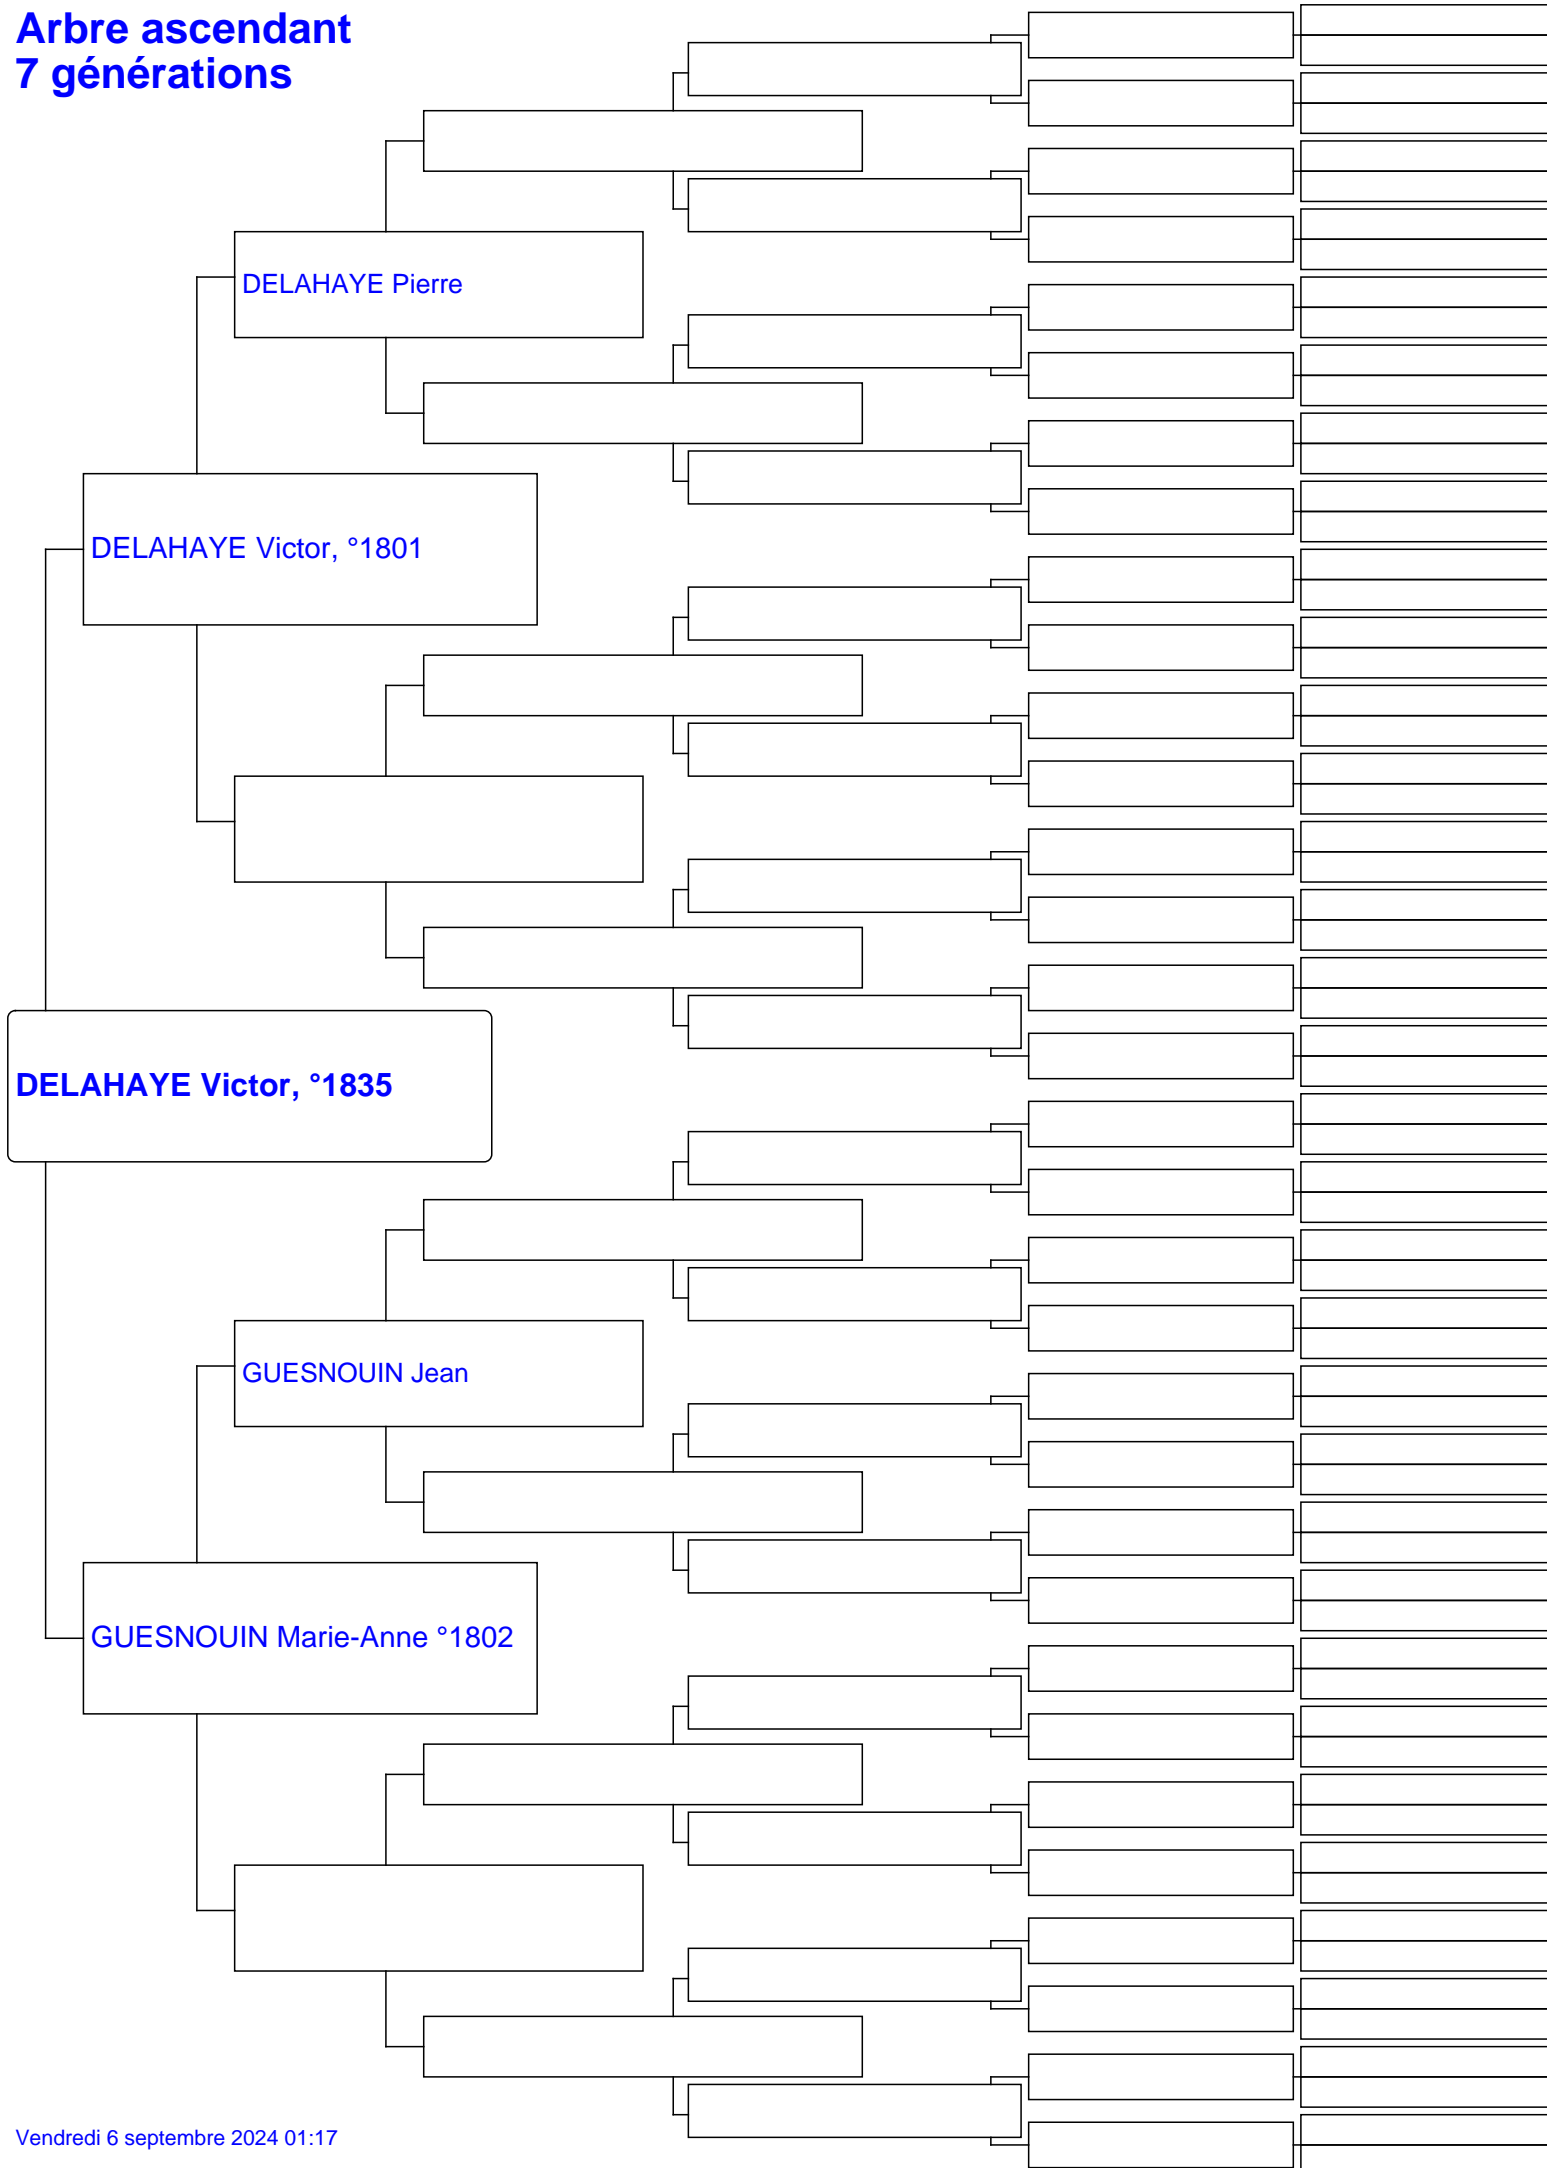 Arbre ascendant
7 générations
DELAHAYE Pierre
DELAHAYE Victor, °1801
DELAHAYE Victor, °1835
GUESNOUIN Jean
GUESNOUIN Marie-Anne °1802
Vendredi 6 septembre 2024 01:17